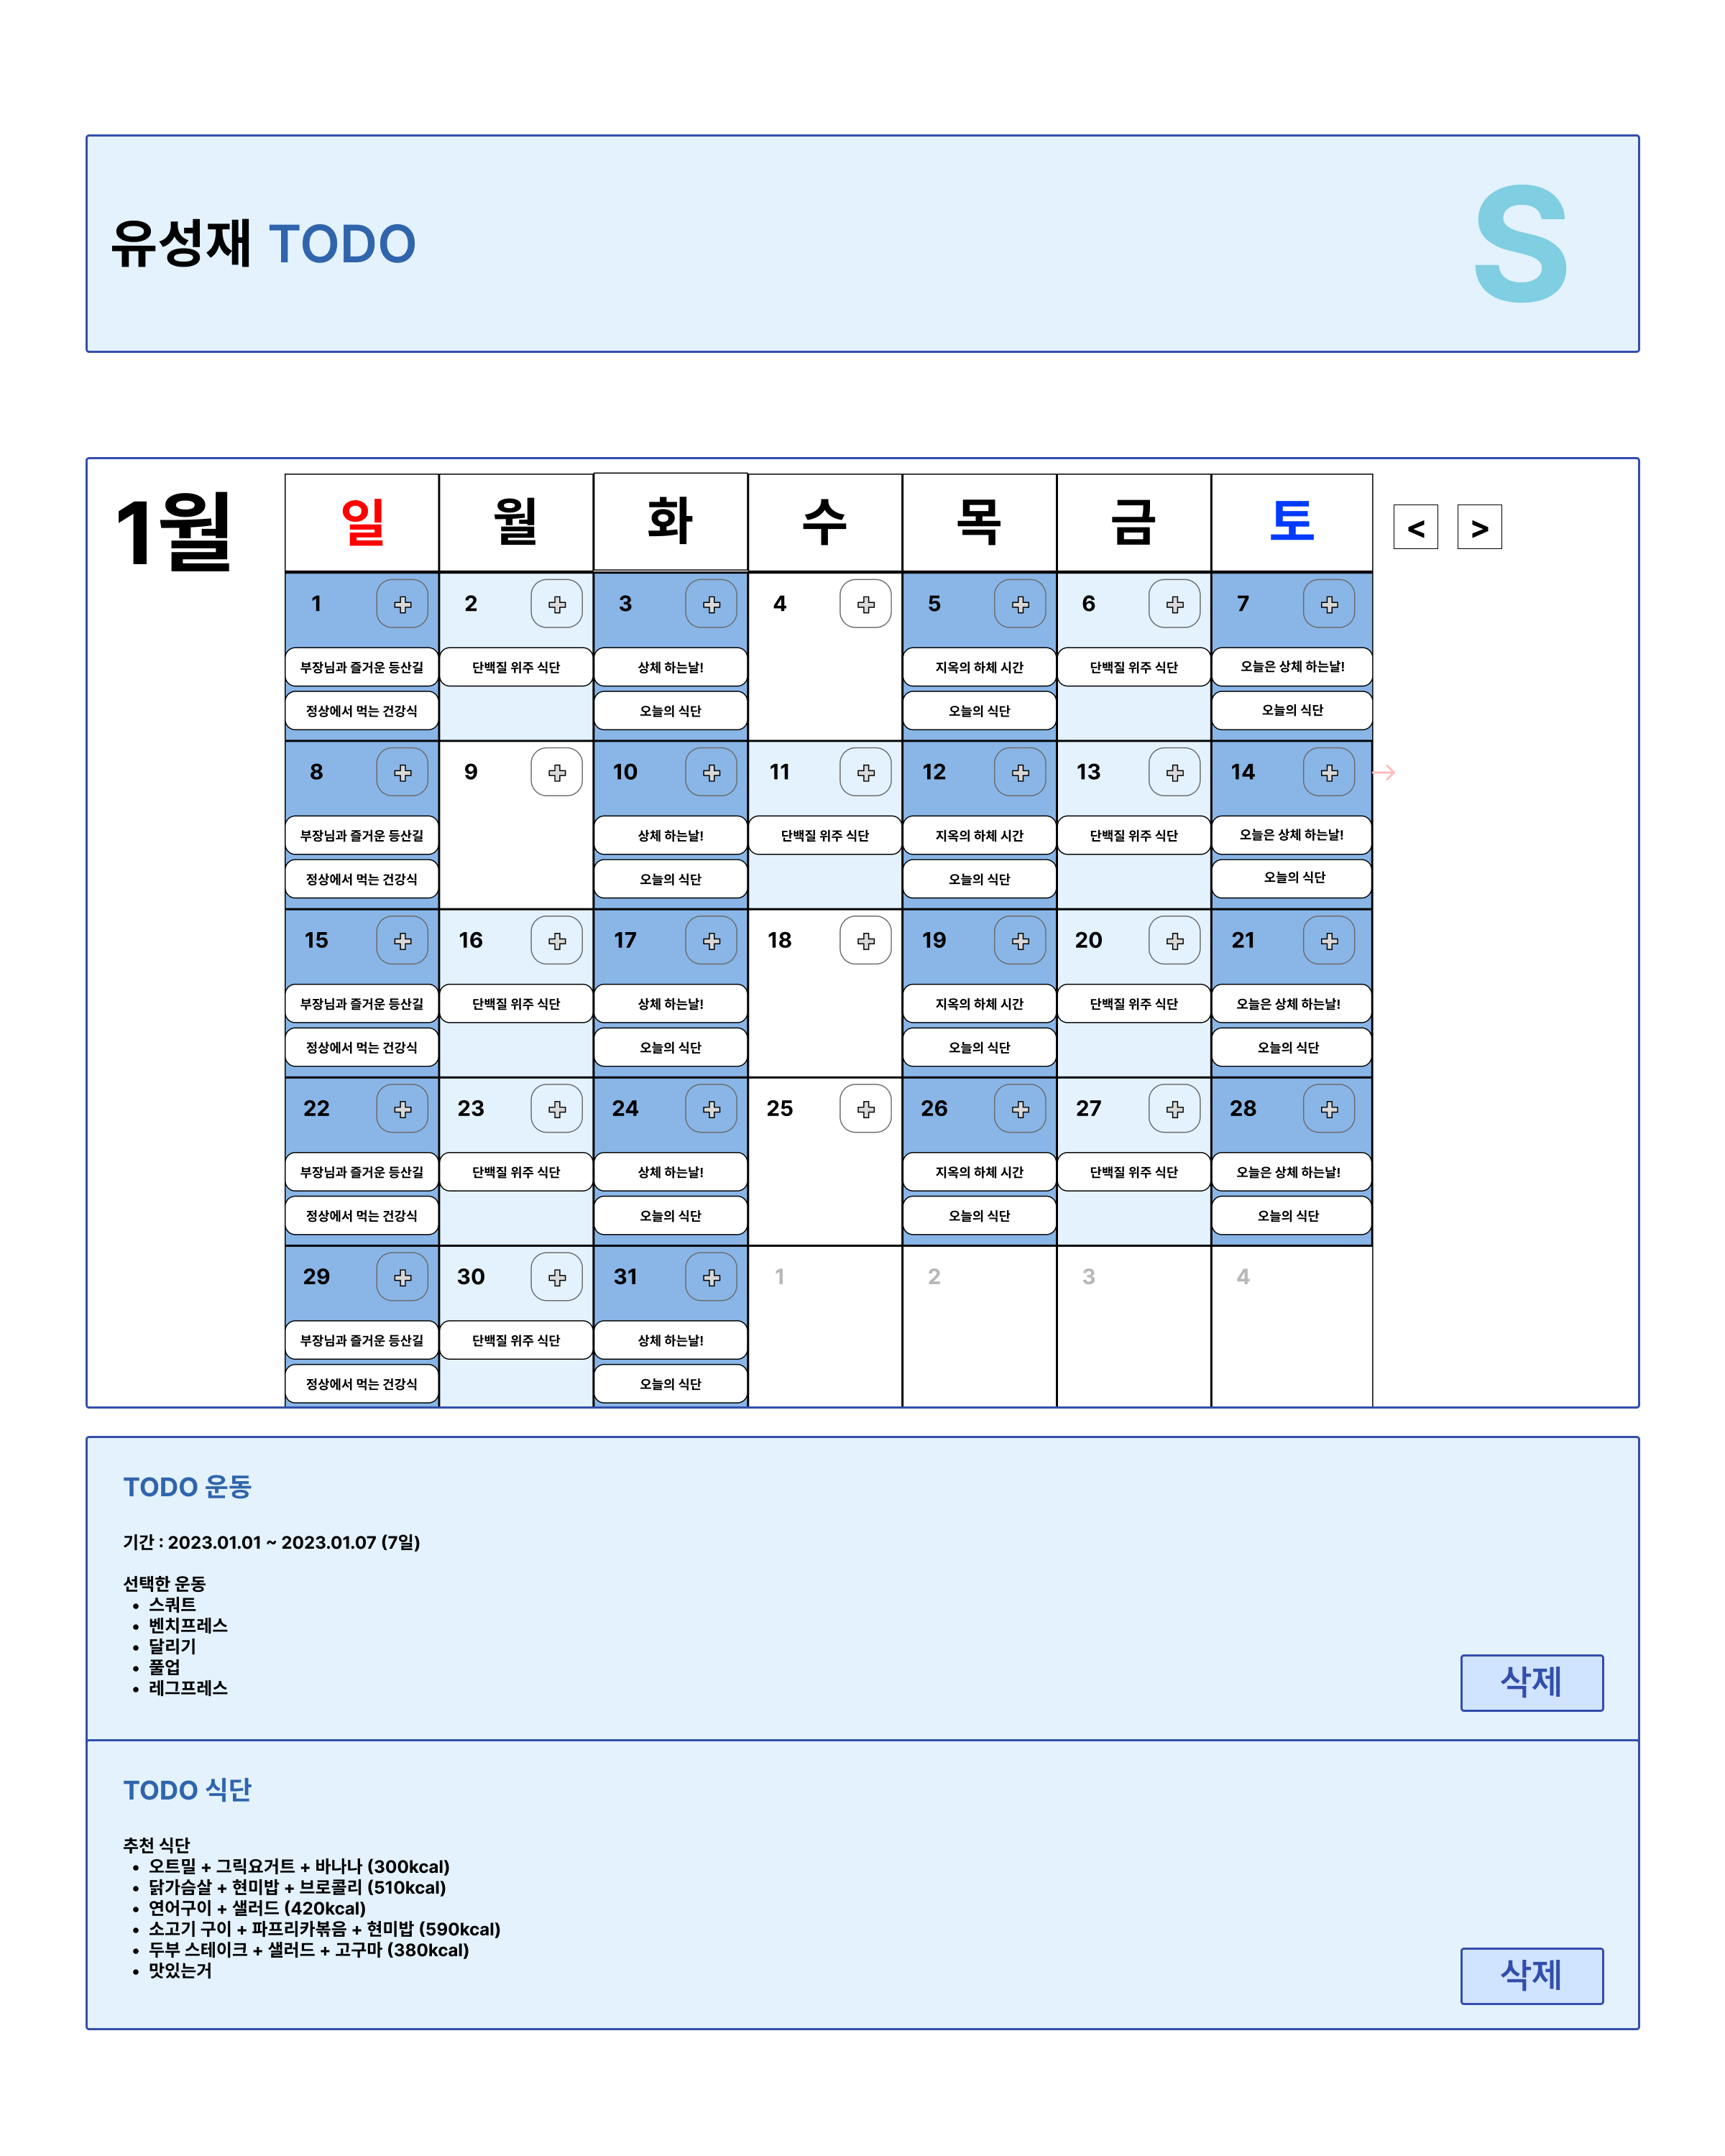 유성재 TODO
S
1월
일 월 화 수 목 금 토
< >
1 2 3 4 5 6 7
부장님과 즐거운 등산길 단백질 위주 식단 상체 하는날! 지옥의 하체 시간 단백질 위주 식단 오늘은 상체 하는날!
정상에서 먹는 건강식 오늘의 식단 오늘의 식단 오늘의 식단
8 9 10 11 12 13 14
부장님과 즐거운 등산길 상체 하는날! 단백질 위주 식단 지옥의 하체 시간 단백질 위주 식단 오늘은 상체 하는날!
정상에서 먹는 건강식 오늘의 식단 오늘의 식단 오늘의 식단
15 16 17 18 19 20 21
부장님과 즐거운 등산길 단백질 위주 식단 상체 하는날! 지옥의 하체 시간 단백질 위주 식단 오늘은 상체 하는날!
정상에서 먹는 건강식 오늘의 식단 오늘의 식단 오늘의 식단
22 23 24 25 26 27 28
부장님과 즐거운 등산길 단백질 위주 식단 상체 하는날! 지옥의 하체 시간 단백질 위주 식단 오늘은 상체 하는날!
정상에서 먹는 건강식 오늘의 식단 오늘의 식단 오늘의 식단
29 30 31 1 2 3 4
부장님과 즐거운 등산길 단백질 위주 식단 상체 하는날!
정상에서 먹는 건강식 오늘의 식단
TODO 운동
기간 : 2023.01.01 ~ 2023.01.07 (7일)
선택한 운동
• 스쿼트
• 벤치프레스
• 달리기
• 풀업
• 레그프레스
삭제
TODO 식단
추천 식단
• 오트밀 + 그릭요거트 + 바나나 (300kcal)
• 닭가슴살 + 현미밥 + 브로콜리 (510kcal)
• 연어구이 + 샐러드 (420kcal)
• 소고기 구이 + 파프리카볶음 + 현미밥 (590kcal)
• 두부 스테이크 + 샐러드 + 고구마 (380kcal)
• 맛있는거
삭제